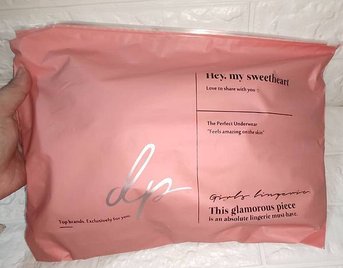 Hey, my sweetheart
Love to share with you
The Perfect Underwear
"Feels amazing on the skin"
dp
Top brands. Exclusively for you.
Girls lingerie
This glamorous piece
is an absolute lingerie must have.